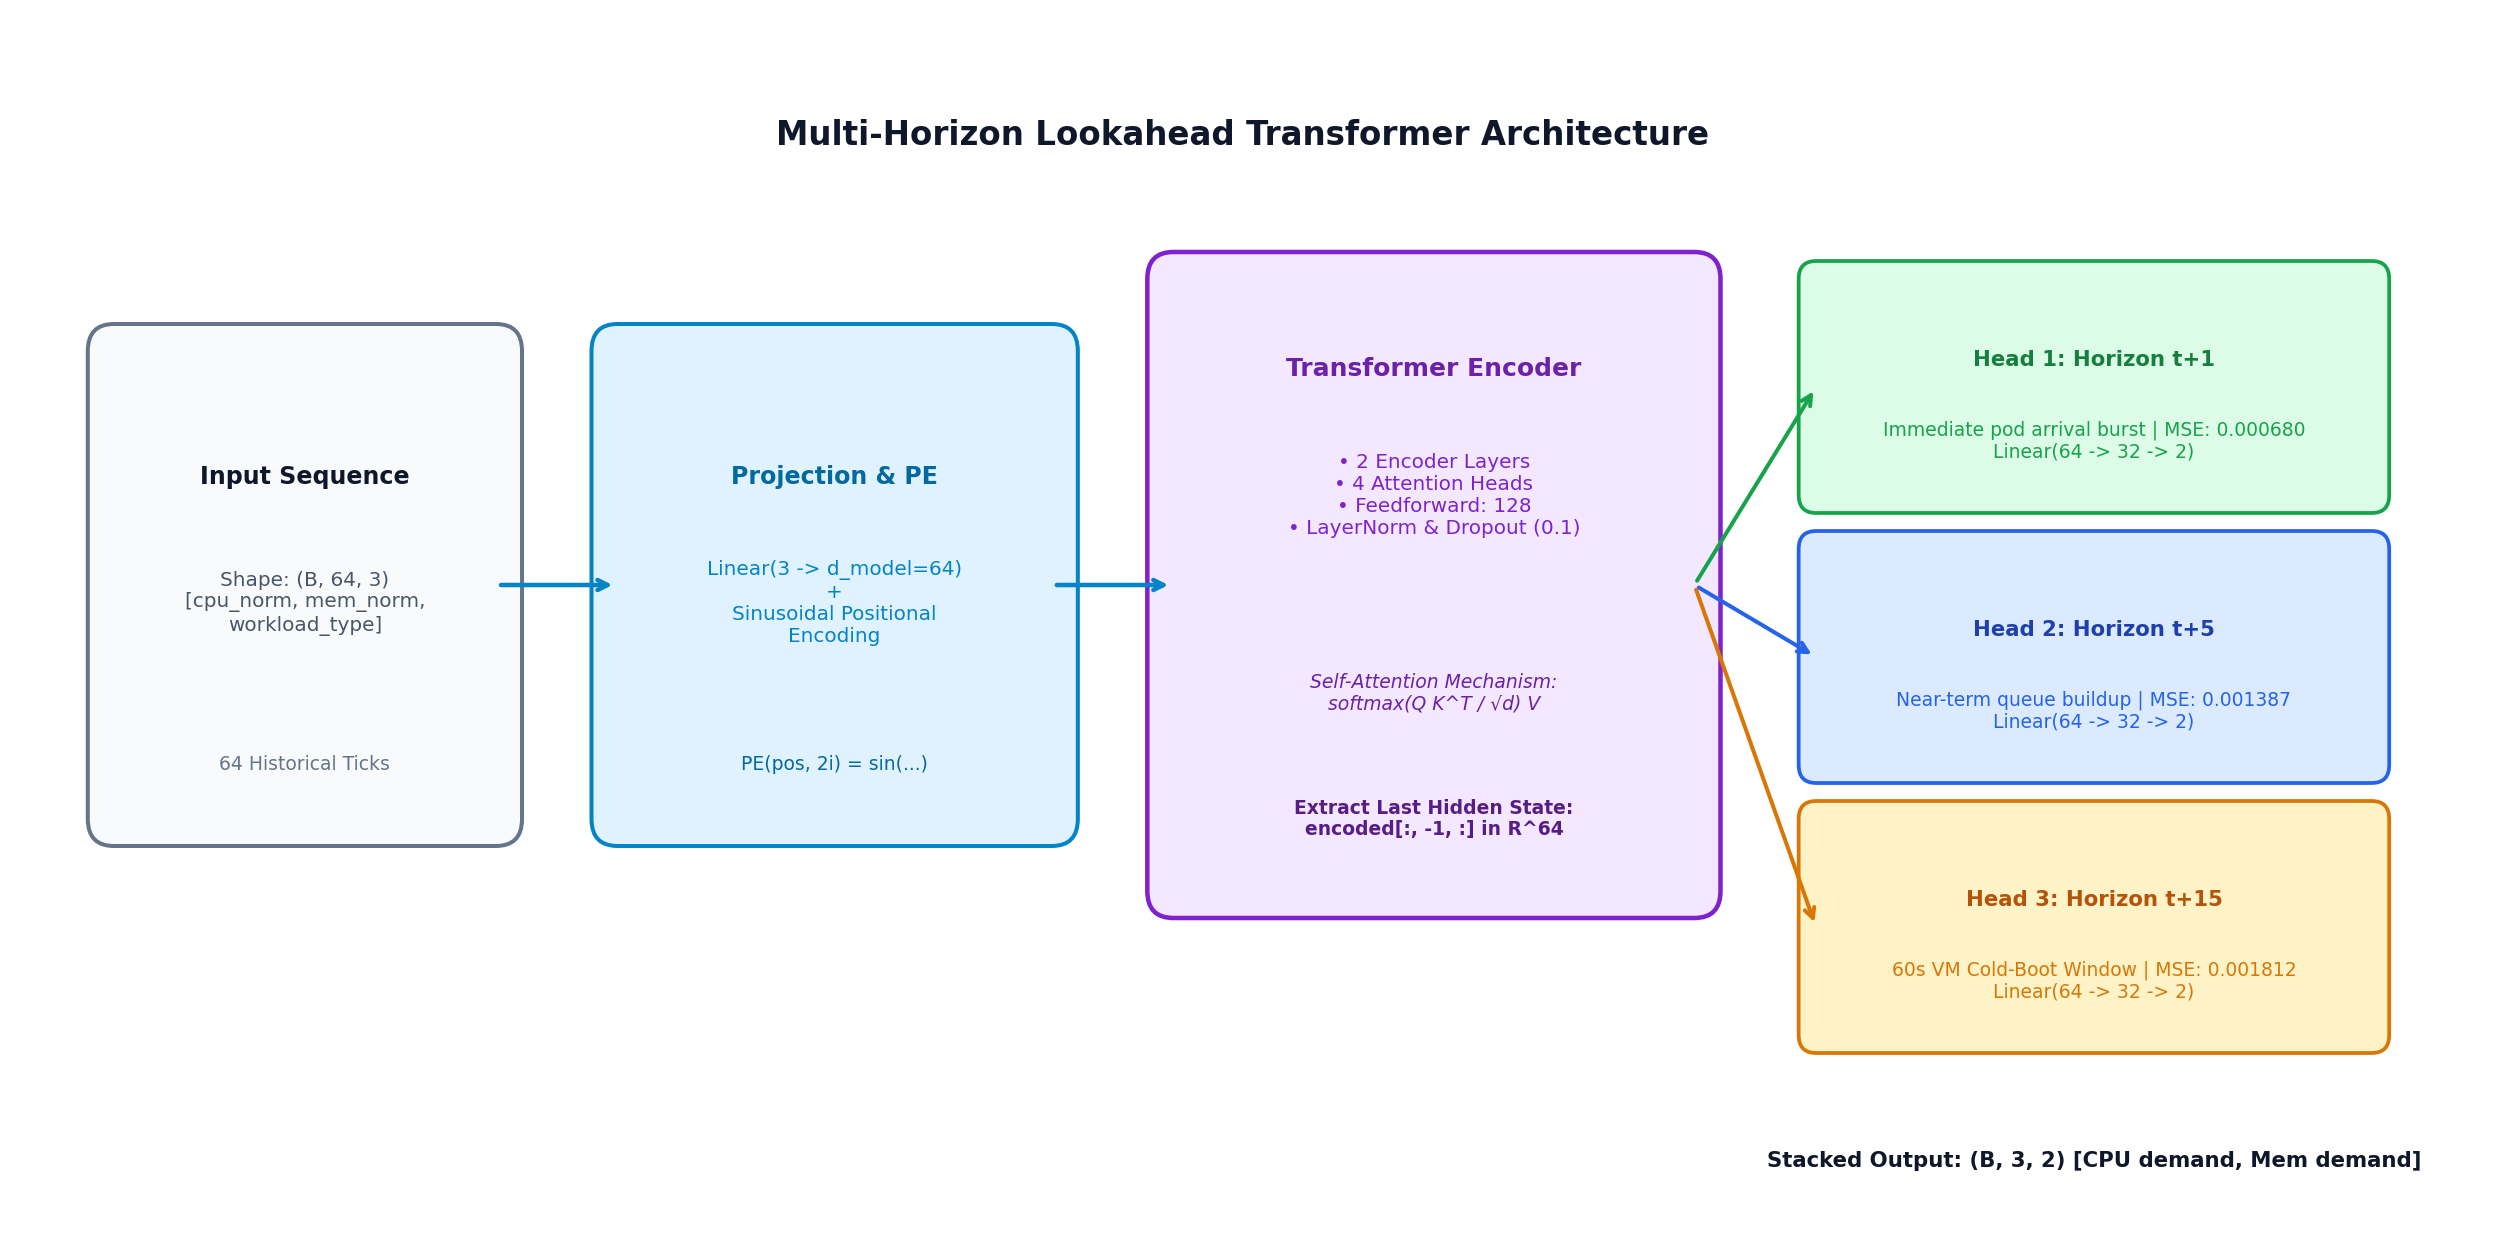 Multi-Horizon Lookahead Transformer Architecture
Input Sequence
Shape: (B, 64, 3)
[cpu_norm, mem_norm,
workload_type]
64 Historical Ticks
Projection & PE
Linear(3 -> d_model=64)
+
Sinusoidal Positional
Encoding
PE(pos, 2i) = sin(...)
Transformer Encoder
• 2 Encoder Layers
• 4 Attention Heads
• Feedforward: 128
• LayerNorm & Dropout (0.1)
Self-Attention Mechanism:
softmax(Q K^T / √d) V
Extract Last Hidden State:
encoded[:, -1, :] in R^64
Head 1: Horizon t+1
Immediate pod arrival burst | MSE: 0.000680
Linear(64 -> 32 -> 2)
Head 2: Horizon t+5
Near-term queue buildup | MSE: 0.001387
Linear(64 -> 32 -> 2)
Head 3: Horizon t+15
60s VM Cold-Boot Window | MSE: 0.001812
Linear(64 -> 32 -> 2)
Stacked Output: (B, 3, 2) [CPU demand, Mem demand]